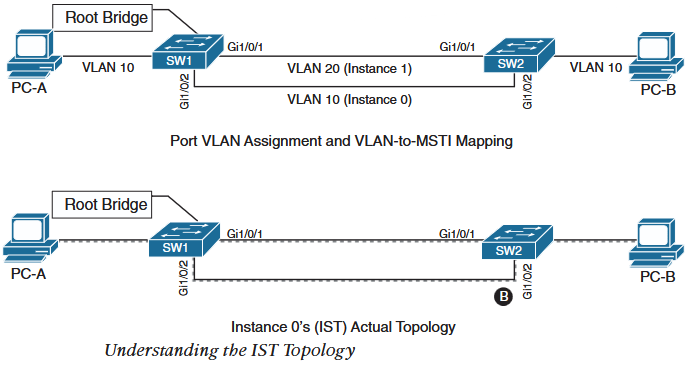 Root Bridge
Gi1/0/1
Gi1/0/1
SW1
SW2
VLAN 10
VLAN 20 (Instance 1)
VLAN 10
PC-A
PC-B
Gi1/0/2
VLAN 10 (Instance 0)
Gi1/0/2
Port VLAN Assignment and VLAN-to-MSTI Mapping
Root Bridge
Gi1/0/1
Gi1/0/1
SW1
SW2
PC-A
PC-B
Gi1/0/2
B
Gi1/0/2
Instance 0's (IST) Actual Topology
Understanding the IST Topology